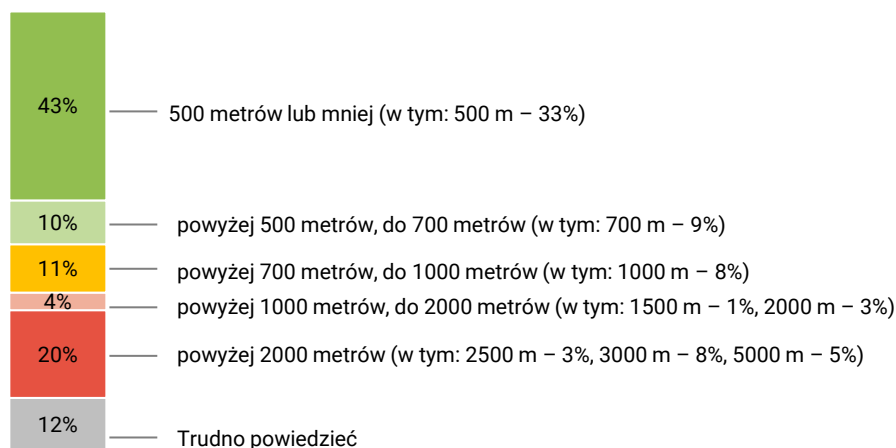 43%
500 metrów lub mniej (w tym: 500 m – 33%)
10%
powyżej 500 metrów, do 700 metrów (w tym: 700 m – 9%)
11%
powyżej 700 metrów, do 1000 metrów (w tym: 1000 m – 8%)
4%
powyżej 1000 metrów, do 2000 metrów (w tym: 1500 m – 1%, 2000 m – 3%)
20%
powyżej 2000 metrów (w tym: 2500 m – 3%, 3000 m – 8%, 5000 m – 5%)
12%
Trudno powiedzieć